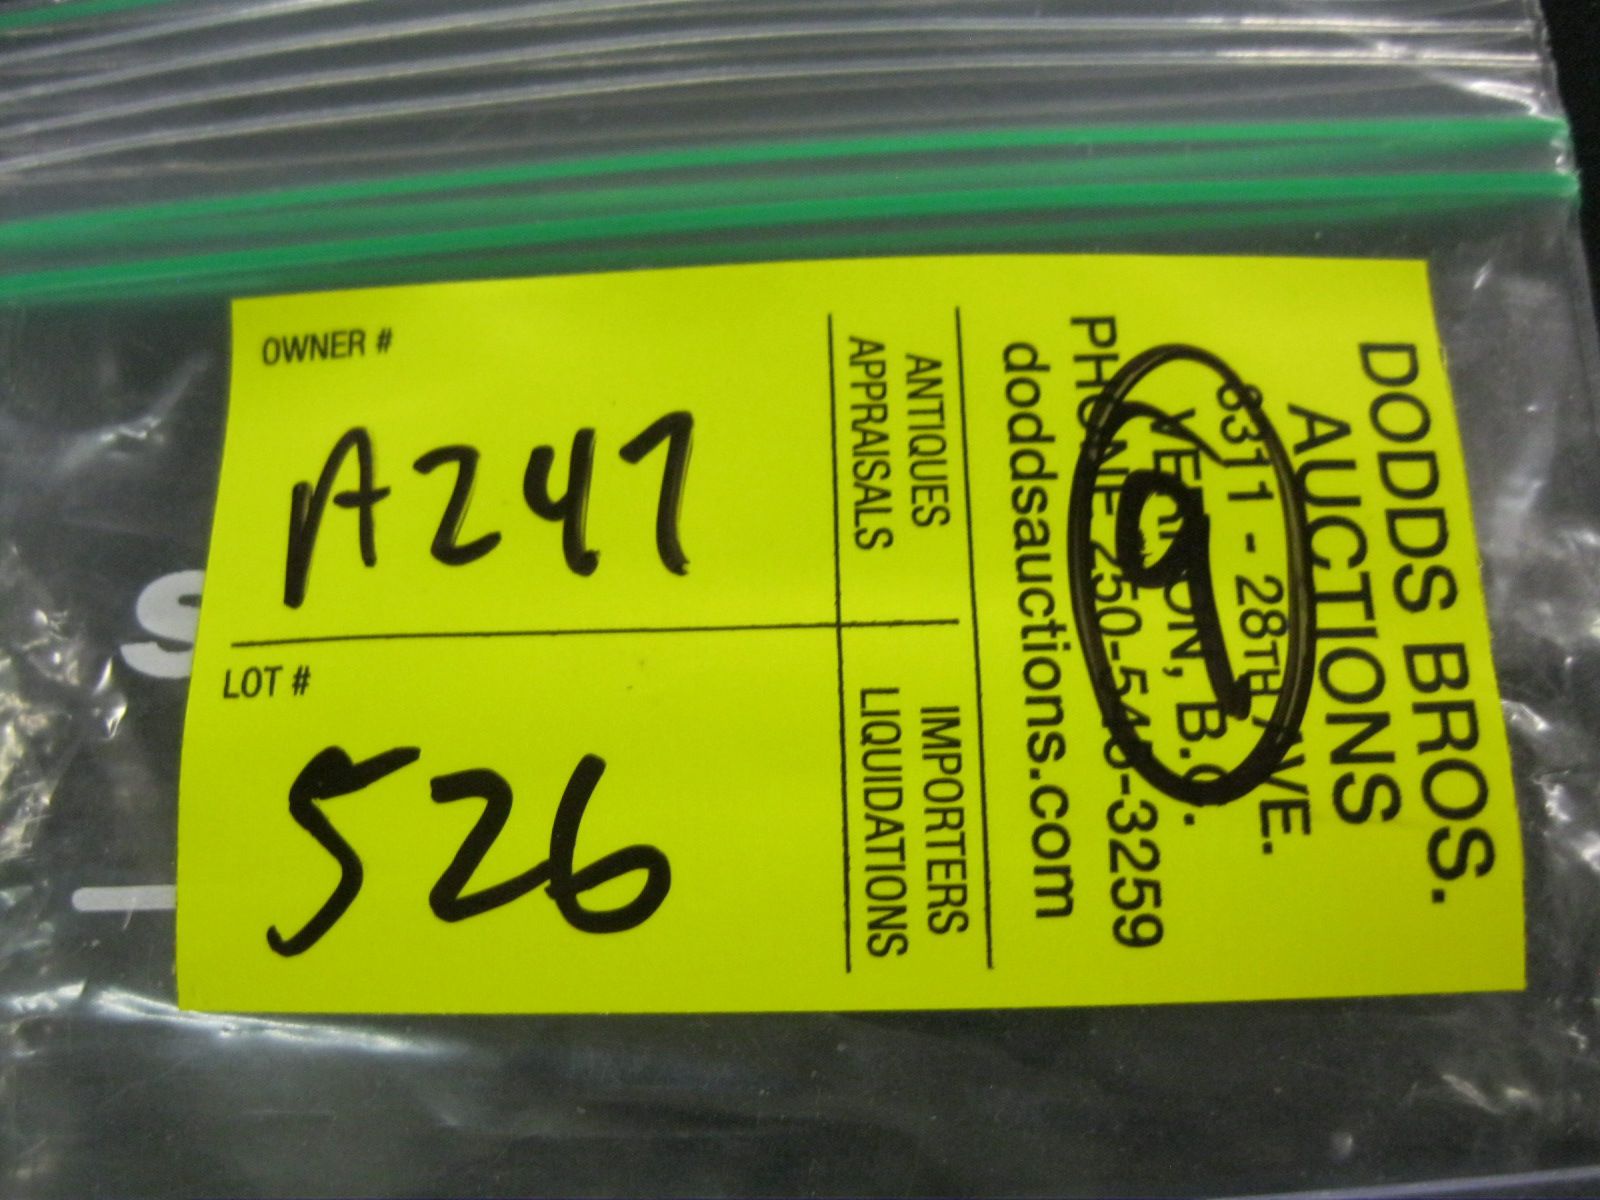 DODDS BROS.
AUCTIONS
3311 - 28TH AVE.
VERNON, B.C.
PHONE 250-545-3259
doddsauctions.com
9
ANTIQUES IMPORTERS
APPRAISALS LIQUIDATIONS
OWNER #
A247
LOT #
526
S